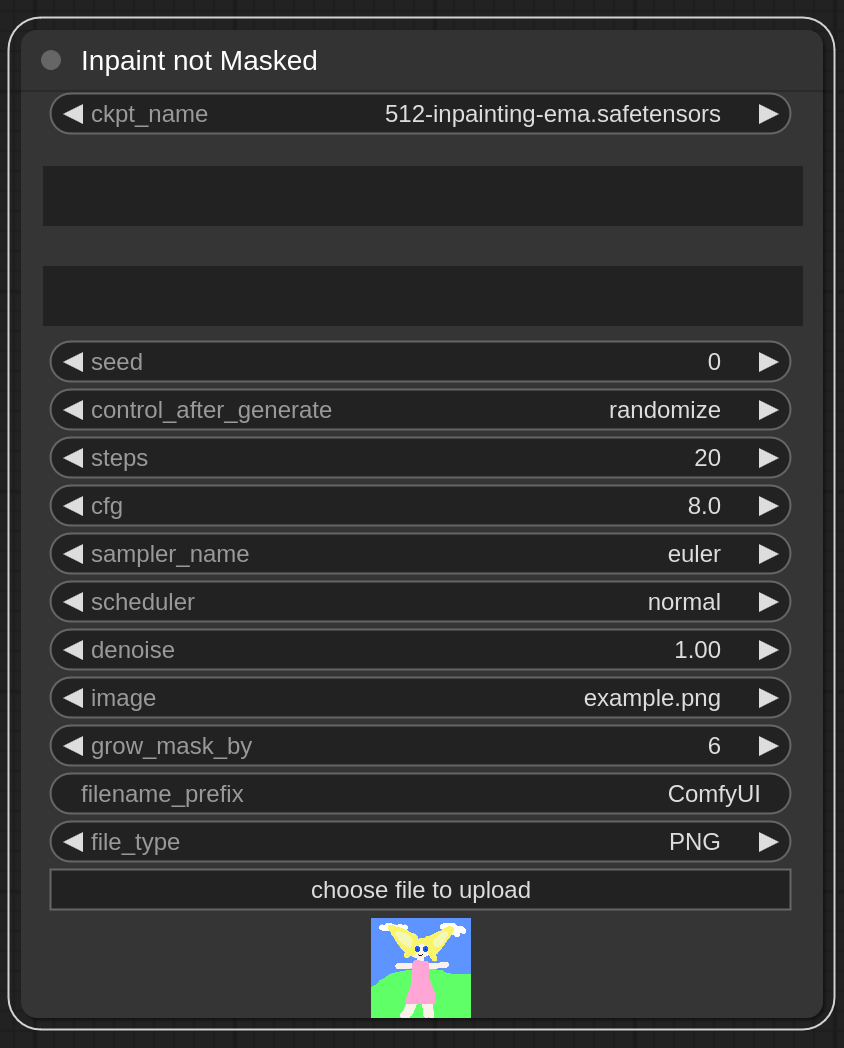 Inpaint not Masked
ckpt_name 512-inpainting-ema.safetensors
seed 0
control_after_generate randomize
steps 20
cfg 8.0
sampler_name euler
scheduler normal
denoise 1.00
image example.png
grow_mask_by 6
filename_prefix ComfyUI
file_type PNG
choose file to upload